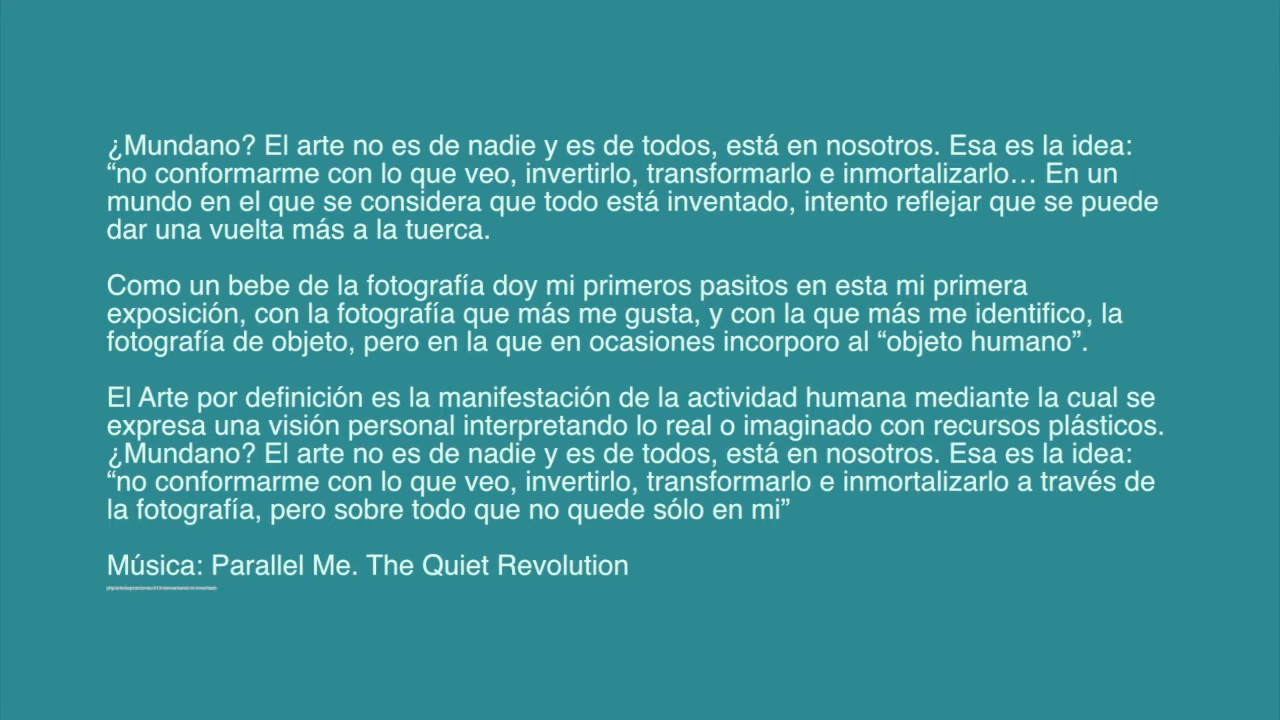 ¿Mundano? El arte no es de nadie y es de todos, está en nosotros. Esa es la idea:
“no conformarme con lo que veo, invertirlo, transformarlo e inmortalizarlo… En un
mundo en el que se considera que todo está inventado, intento reflejar que se puede
dar una vuelta más a la tuerca.
Como un bebe de la fotografía doy mi primeros pasitos en esta mi primera
exposición, con la fotografía que más me gusta, y con la que más me identifico, la
fotografía de objeto, pero en la que en ocasiones incorporo al “objeto humano”.
El Arte por definición es la manifestación de la actividad humana mediante la cual se
expresa una visión personal interpretando lo real o imaginado con recursos plásticos.
¿Mundano? El arte no es de nadie y es de todos, está en nosotros. Esa es la idea:
“no conformarme con lo que veo, invertirlo, transformarlo e inmortalizarlo a través de
la fotografía, pero sobre todo que no quede sólo en mi”
Música: Parallel Me. The Quiet Revolution